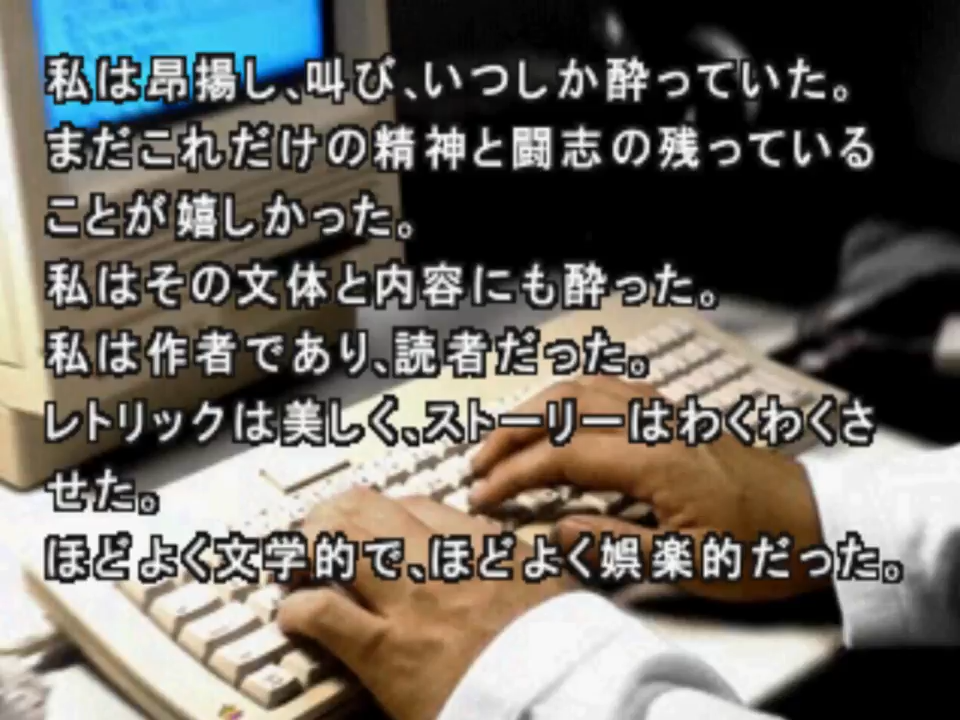 私は昂揚し、叫び、いつしか酔っていた。
まだこれだけの精神と闘志の残っている
ことが嬉しかった。
私はその文体と内容にも酔った。
私は作者であり、読者だった。
レトリックは美しく、ストーリーはわくわくさ
せた。
ほどよく文学的で、ほどよく娯楽的だった。